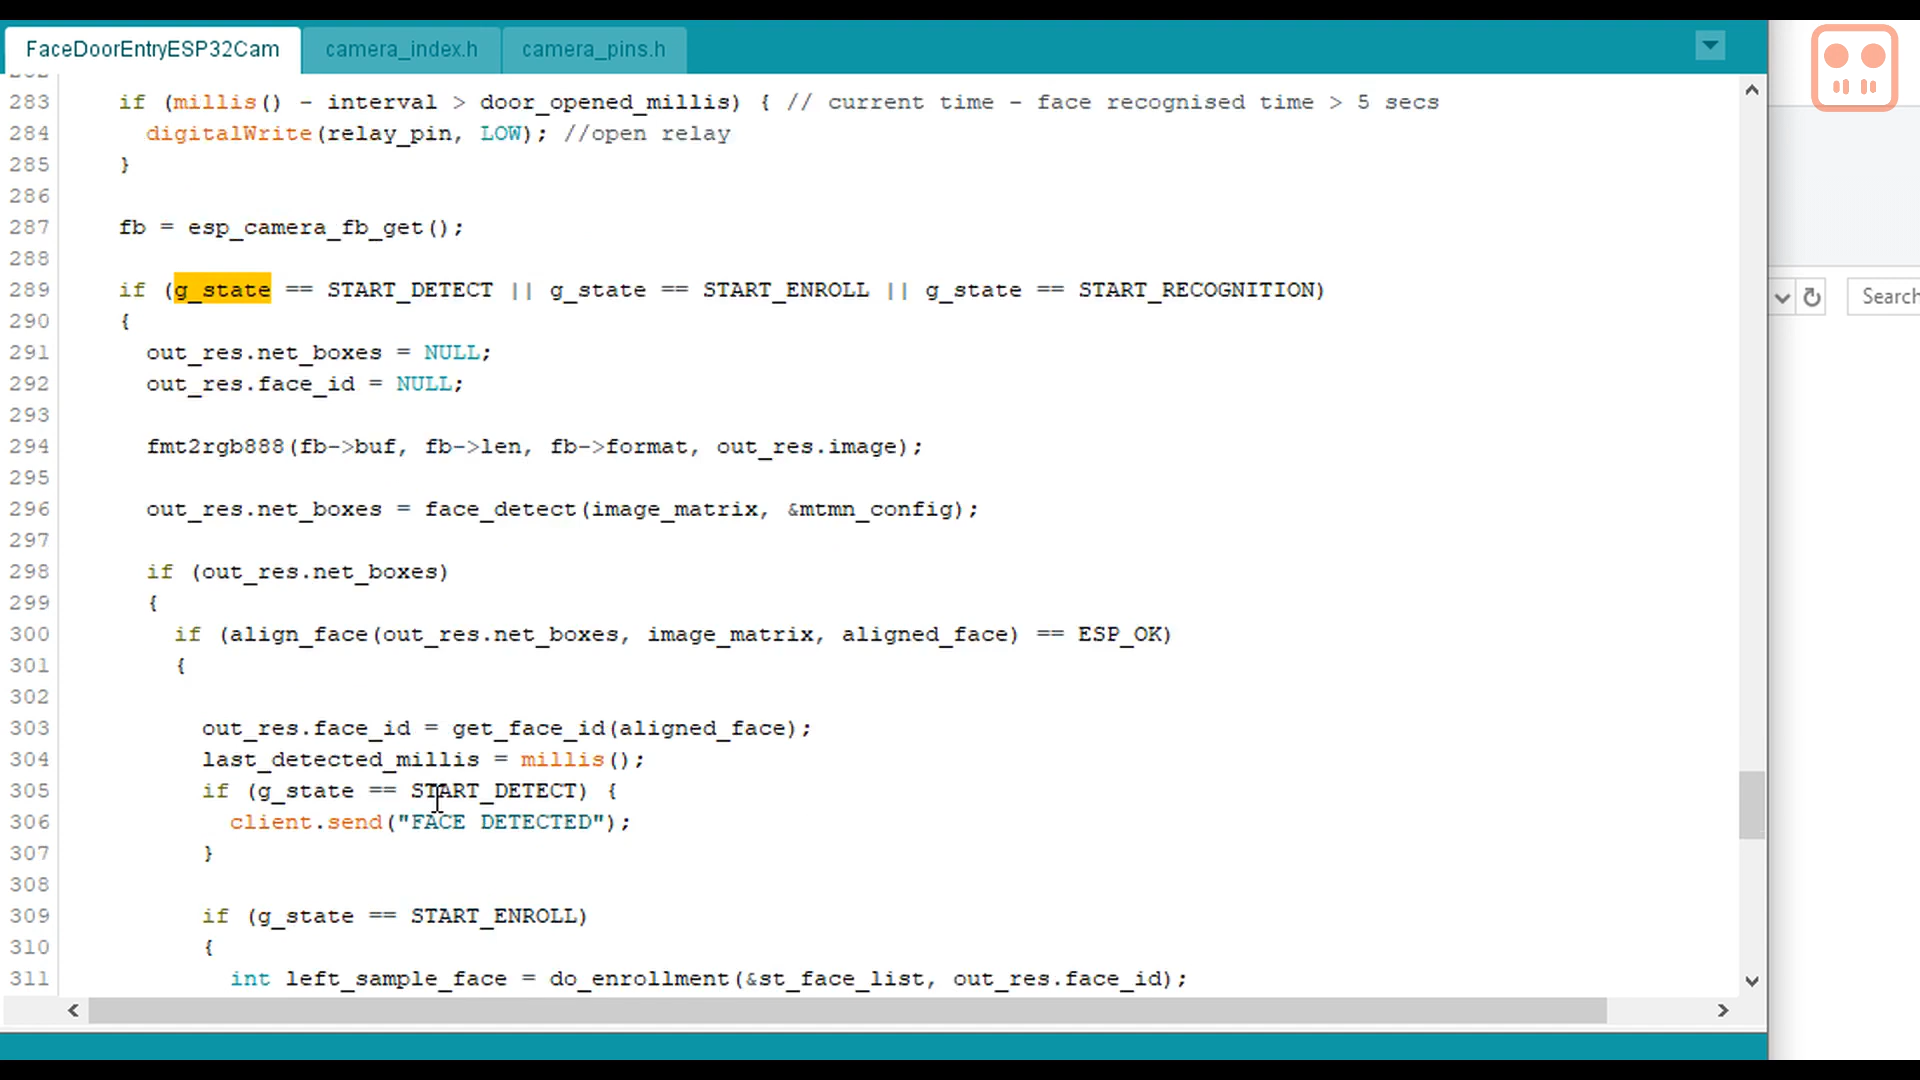 FaceDoorEntryESP32Cam camera_index.h camera_pins.h
283 if (millis() - interval > door_opened_millis) { // current time - face recognised time > 5 secs
284 digitalWrite(relay_pin, LOW); //open relay
285 }
286
287 fb = esp_camera_fb_get();
288
289 if (g_state == START_DETECT || g_state == START_ENROLL || g_state == START_RECOGNITION)
290 {
291 out_res.net_boxes = NULL;
292 out_res.face_id = NULL;
293
294 fmt2rgb888(fb->buf, fb->len, fb->format, out_res.image);
295
296 out_res.net_boxes = face_detect(image_matrix, &mtmn_config);
297
298 if (out_res.net_boxes)
299 {
300 if (align_face(out_res.net_boxes, image_matrix, aligned_face) == ESP_OK)
301 {
302
303 out_res.face_id = get_face_id(aligned_face);
304 last_detected_millis = millis();
305 if (g_state == START_DETECT) {
306 client.send("FACE DETECTED");
307 }
308
309 if (g_state == START_ENROLL)
310 {
311 int left_sample_face = do_enrollment(&st_face_list, out_res.face_id);
Search